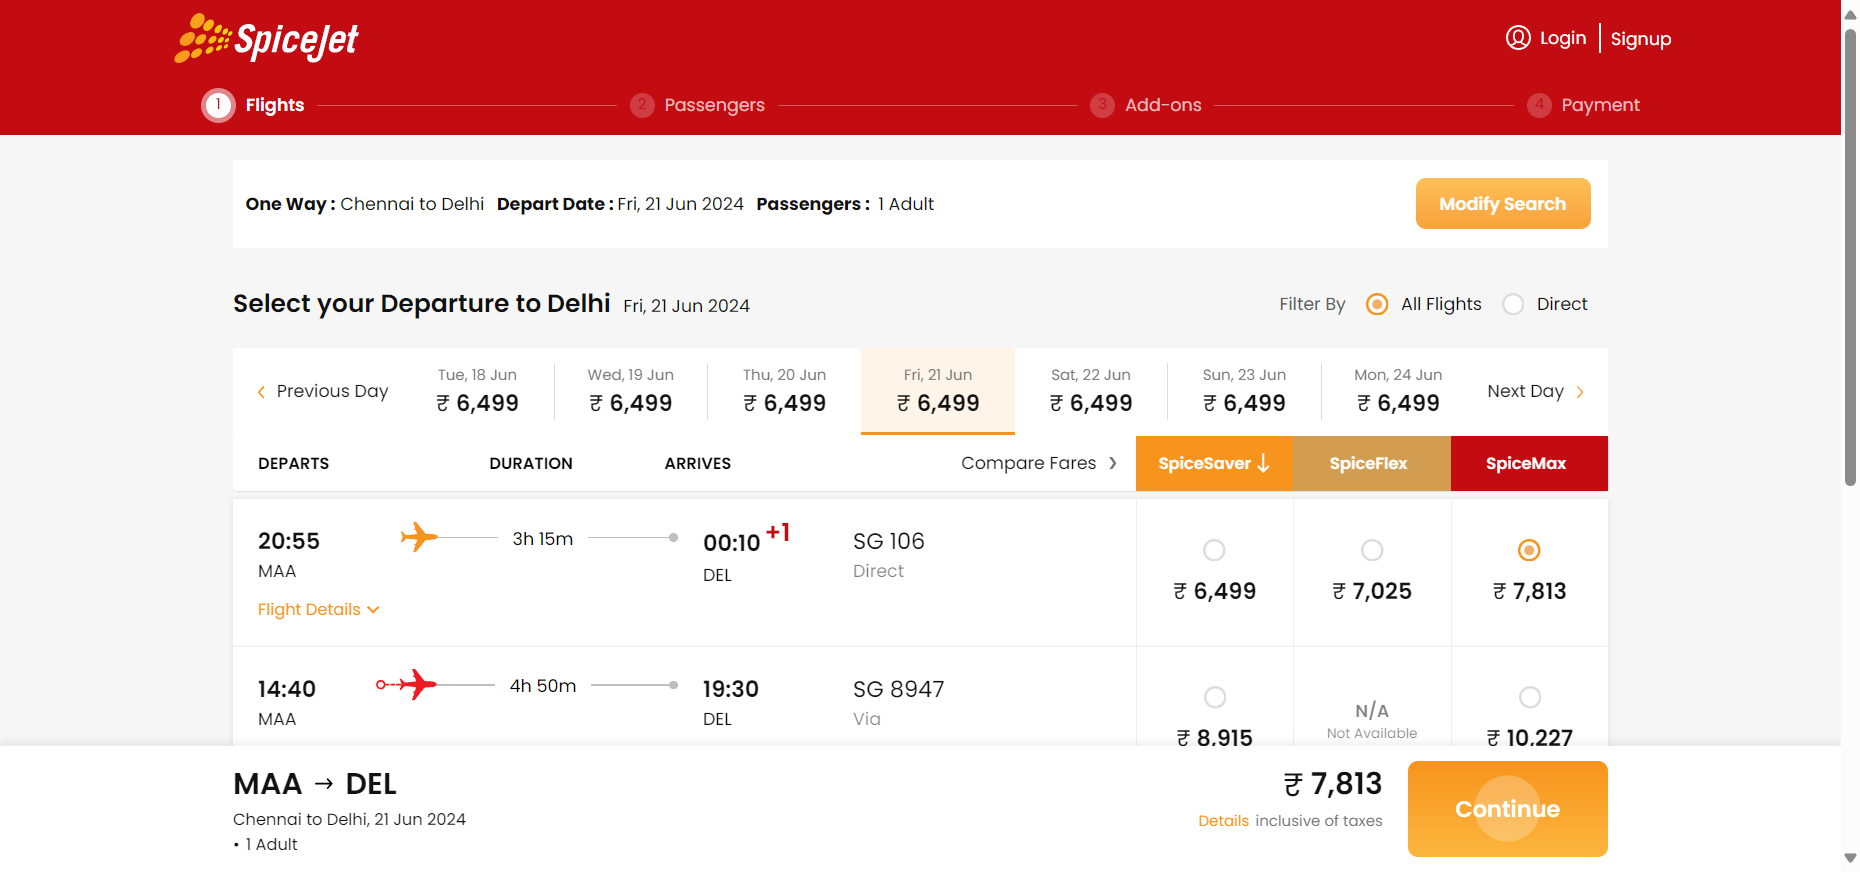 SpiceJet
Login
Signup
1 Flights
2 Passengers
3 Add-ons
4 Payment
One Way : Chennai to Delhi Depart Date : Fri, 21 Jun 2024 Passengers : 1 Adult
Modify Search
Select your Departure to Delhi Fri, 21 Jun 2024
Filter By All Flights Direct
Previous Day
Tue, 18 Jun
₹ 6,499
Wed, 19 Jun
₹ 6,499
Thu, 20 Jun
₹ 6,499
Fri, 21 Jun
₹ 6,499
Sat, 22 Jun
₹ 6,499
Sun, 23 Jun
₹ 6,499
Mon, 24 Jun
₹ 6,499
Next Day
DEPARTS DURATION ARRIVES Compare Fares SpiceSaver ↓ SpiceFlex SpiceMax
20:55 3h 15m 00:10 +1 SG 106
MAA DEL Direct
₹ 6,499 ₹ 7,025 ₹ 7,813
Flight Details
14:40 4h 50m 19:30 SG 8947
MAA DEL Via
N/A
Not Available
₹ 8,915 ₹ 10,227
MAA → DEL
Chennai to Delhi, 21 Jun 2024
• 1 Adult
₹ 7,813
Details inclusive of taxes
Continue